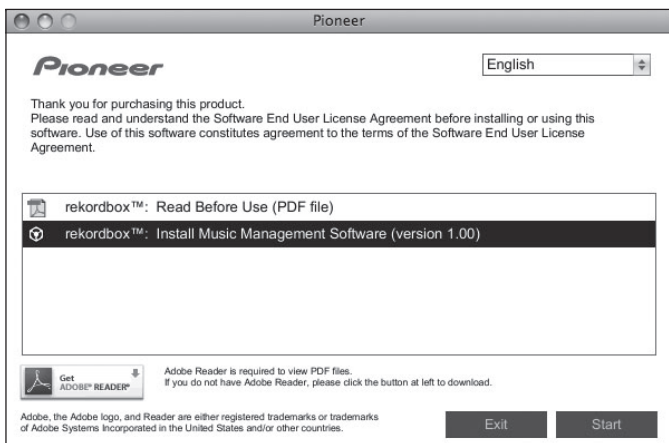 Pioneer
Pioneer
English
Thank you for purchasing this product.
Please read and understand the Software End User License Agreement before installing or using this
software. Use of this software constitutes agreement to the terms of the Software End User License
Agreement.
rekordbox™: Read Before Use (PDF file)
rekordbox™: Install Music Management Software (version 1.00)
Get
ADOBE® READER®
Adobe Reader is required to view PDF files.
If you do not have Adobe Reader, please click the button at left to download.
Adobe, the Adobe logo, and Reader are either registered trademarks or trademarks
of Adobe Systems Incorporated in the United States and/or other countries.
Exit
Start